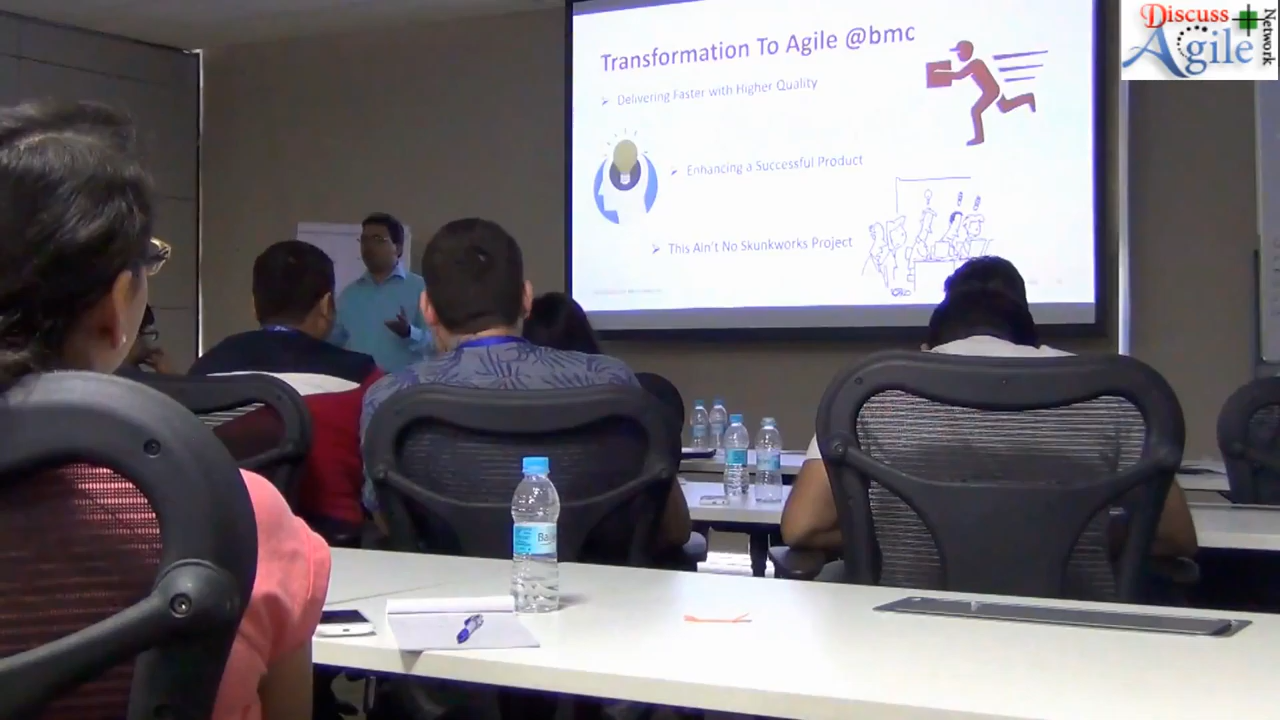 Transformation To Agile @bmc
Delivering Faster with Higher Quality
Enhancing a Successful Product
This Ain't No Skunkworks Project
Discuss
Agile
Network